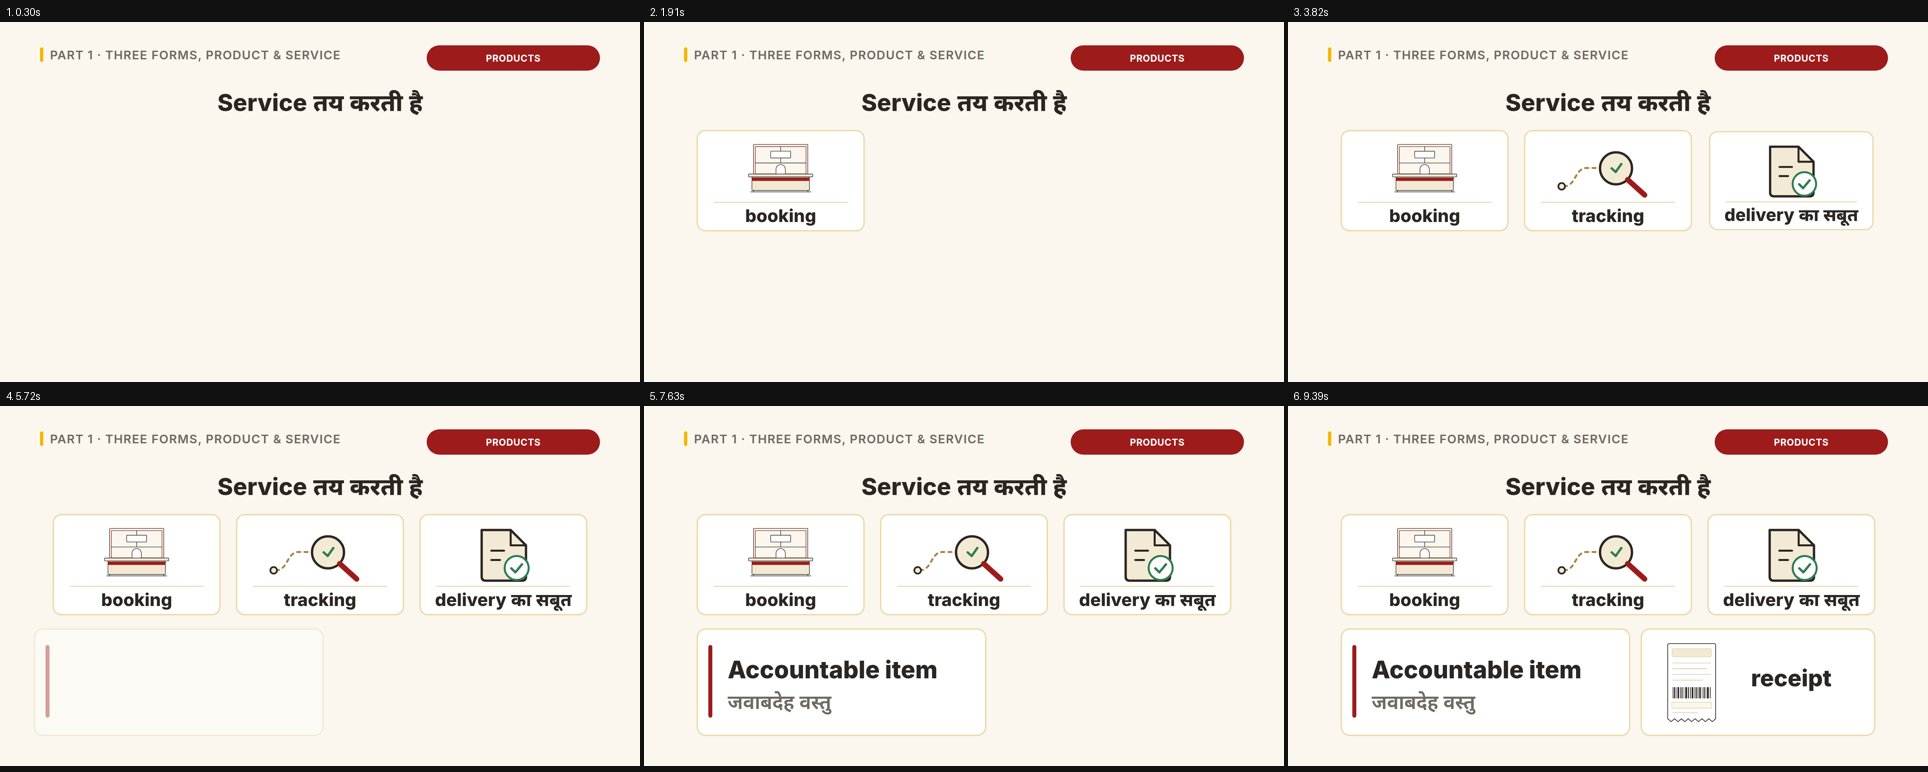 1. 0.30s
PART 1 · THREE FORMS, PRODUCT & SERVICE
PRODUCTS
Service तय करती है
2. 1.91s
PART 1 · THREE FORMS, PRODUCT & SERVICE
PRODUCTS
Service तय करती है
booking
3. 3.82s
PART 1 · THREE FORMS, PRODUCT & SERVICE
PRODUCTS
Service तय करती है
booking
tracking
delivery का सबूत
4. 5.72s
PART 1 · THREE FORMS, PRODUCT & SERVICE
PRODUCTS
Service तय करती है
booking
tracking
delivery का सबूत
5. 7.63s
PART 1 · THREE FORMS, PRODUCT & SERVICE
PRODUCTS
Service तय करती है
booking
tracking
delivery का सबूत
Accountable item
जवाबदेह वस्तु
6. 9.39s
PART 1 · THREE FORMS, PRODUCT & SERVICE
PRODUCTS
Service तय करती है
booking
tracking
delivery का सबूत
Accountable item
जवाबदेह वस्तु
receipt